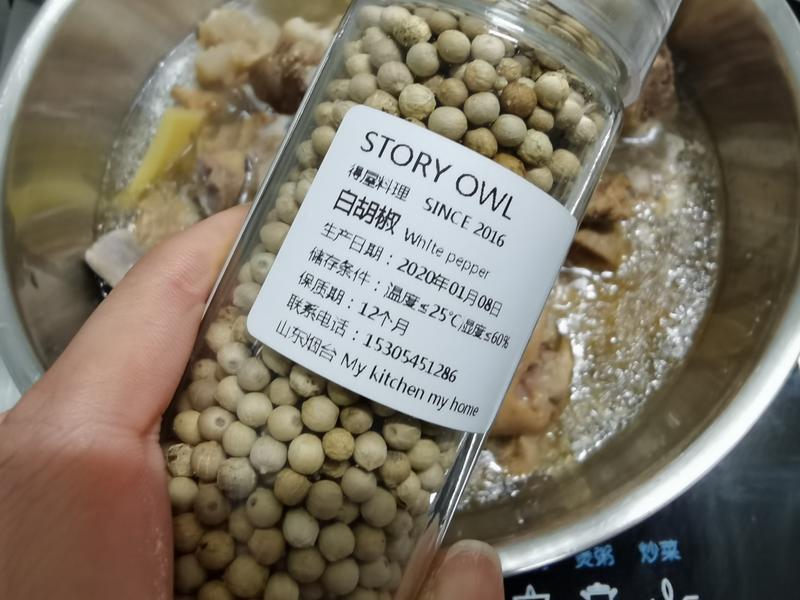 STORY OWL
得屋料理 SINCE 2016
白胡椒 White pepper
生产日期：2020年01月08日
储存条件：温度≤25℃/湿度≤60%
保质期：12个月
联系电话：15305451286
山东烟台 My kitchen my home
煲粥 炒菜